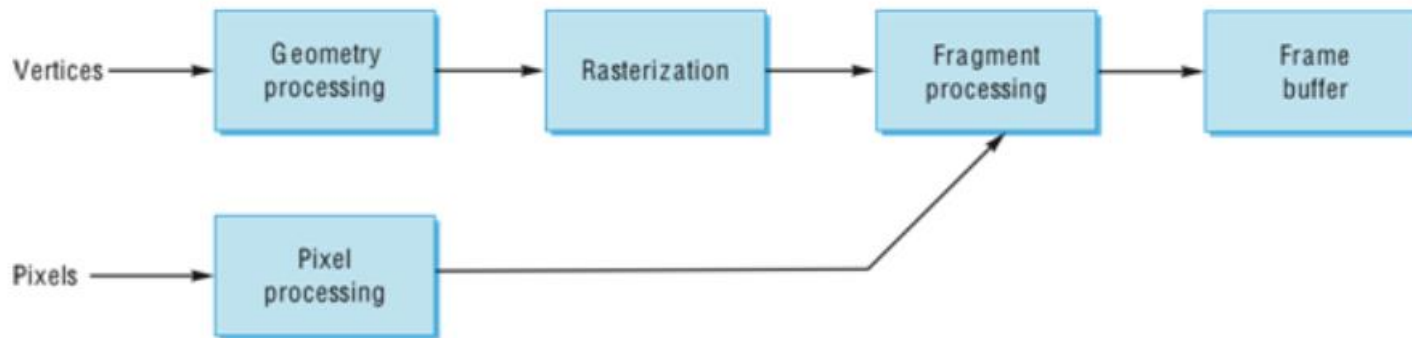 Vertices
Geometry
processing
Rasterization
Fragment
processing
Frame
buffer
Pixels
Pixel
processing